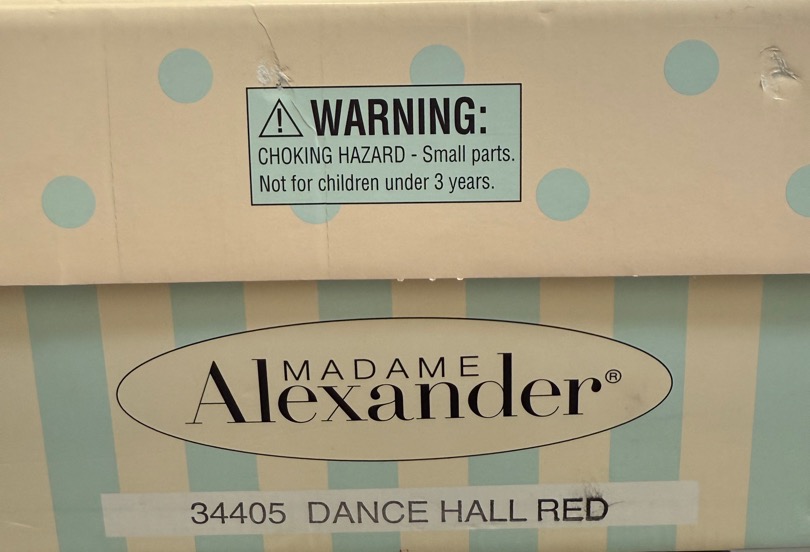 WARNING:
CHOKING HAZARD - Small parts.
Not for children under 3 years.
MADAME
Alexander®
34405 DANCE HALL RED